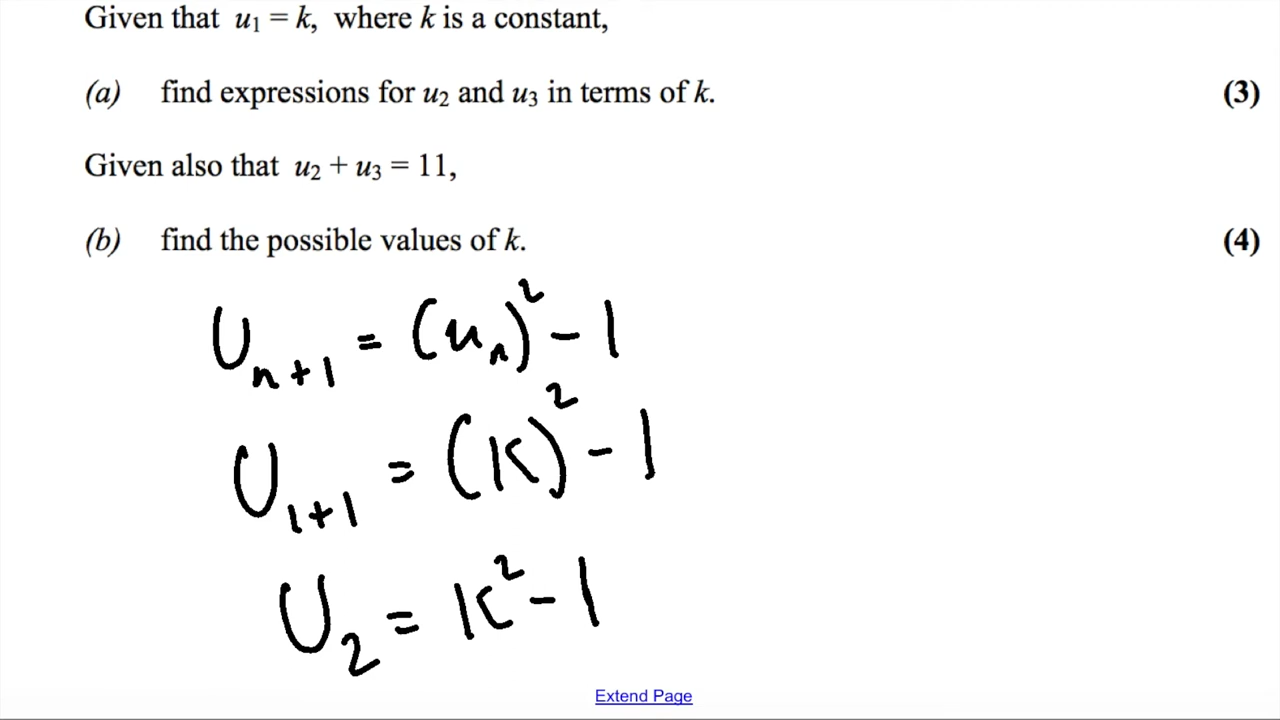 Given that u₁ = k, where k is a constant,
(a) find expressions for u₂ and u₃ in terms of k. (3)
Given also that u₂ + u₃ = 11,
(b) find the possible values of k. (4)
Uₙ₊₁ = (uₙ)² - 1
U₁₊₁ = (K)² - 1
U₂ = K² - 1
Extend Page